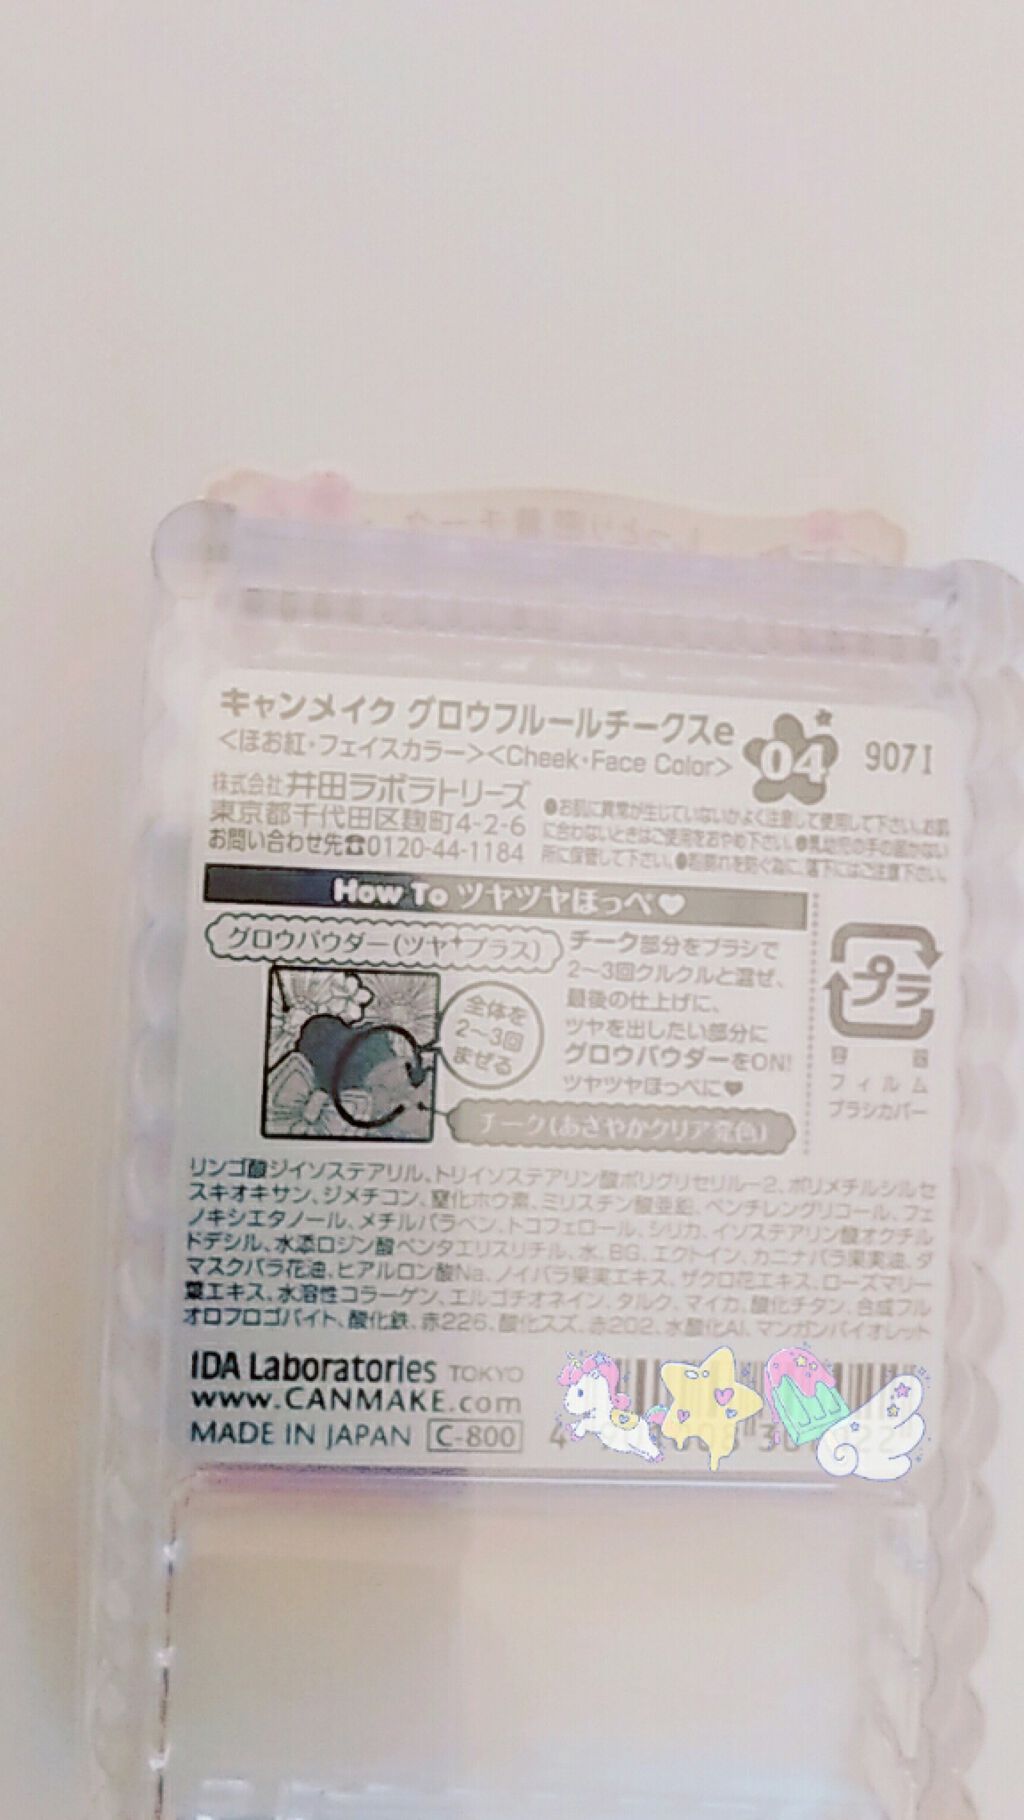 しっとり密着チーク
キャンメイク グロウフルールチークスe
04
907I
<ほお紅・フェイスカラー><Cheek・Face Color>
株式会社 井田ラボラトリーズ
東京都千代田区麹町4-2-6
お問い合わせ先☎0120-44-1184
●お肌に異常が生じていないかよく注意して使用して下さい。お肌
に合わないときはご使用をおやめ下さい。●乳幼児の手の届かない
所に保管して下さい。●粉割れを防ぐ為に、落下にはご注意下さい。
How To ツヤツヤほっぺ♥
グロウパウダー(ツヤ+プラス)
全体を
2〜3回
まぜる
チーク(あざやかクリア発色)
チーク部分をブラシで
2〜3回クルクルと混ぜ、
最後の仕上げに、
ツヤを出したい部分に
グロウパウダーをON!
ツヤツヤほっぺに♥
プラ
容器
フィルム
ブラシカバー
リンゴ酸ジイソステアリル、トリイソステアリン酸ポリグリセリル-2、ポリメチルシルセ
スキオキサン、ジメチコン、窒化ホウ素、ミリスチン酸亜鉛、ペンチレングリコール、フェ
ノキシエタノール、メチルパラベン、トコフェロール、シリカ、イソステアリン酸オクチル
ドデシル、水添ロジン酸ペンタエリスリチル、水、BG、エクトイン、カニナバラ果実油、ダ
マスクバラ花油、ヒアルロン酸Na、ノイバラ果実エキス、ザクロ花エキス、ローズマリー
葉エキス、水溶性コラーゲン、エルゴチオネイン、タルク、マイカ、酸化チタン、合成フル
オロフロゴパイト、酸化鉄、赤226、酸化スズ、赤202、水酸化Al、マンガンバイオレット
IDA Laboratories TOKYO
www.CANMAKE.com
MADE IN JAPAN C-800